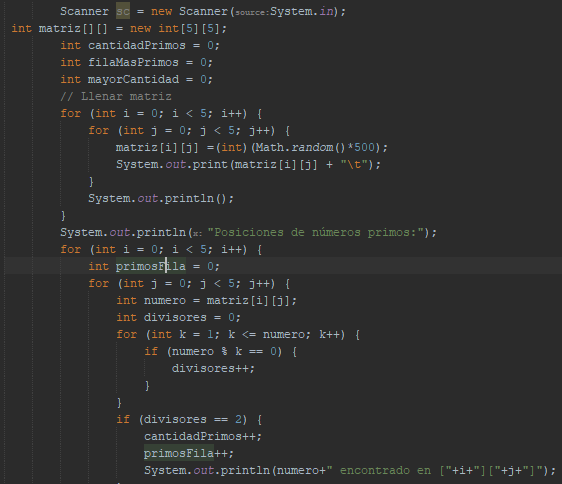 Scanner sc = new Scanner(source:System.in);
int matriz[][] = new int[5][5];
int cantidadPrimos = 0;
int filaMasPrimos = 0;
int mayorCantidad = 0;
// Llenar matriz
for (int i = 0; i < 5; i++) {
for (int j = 0; j < 5; j++) {
matriz[i][j] =(int)(Math.random()*500);
System.out.print(matriz[i][j] + "\t");
}
System.out.println();
}
System.out.println(x: "Posiciones de números primos:");
for (int i = 0; i < 5; i++) {
int primosFila = 0;
for (int j = 0; j < 5; j++) {
int numero = matriz[i][j];
int divisores = 0;
for (int k = 1; k <= numero; k++) {
if (numero % k == 0) {
divisores++;
}
}
if (divisores == 2) {
cantidadPrimos++;
primosFila++;
System.out.println(numero+" encontrado en ["+i+"]["+j+"]");